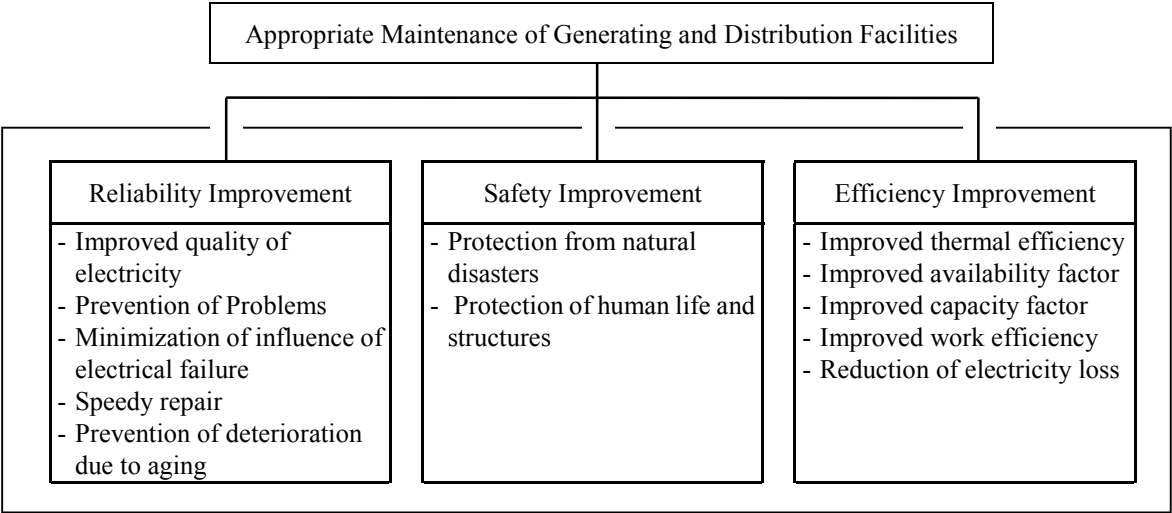 Appropriate Maintenance of Generating and Distribution Facilities
Reliability Improvement
- Improved quality of
electricity
- Prevention of Problems
- Minimization of influence of
electrical failure
- Speedy repair
- Prevention of deterioration
due to aging
Safety Improvement
- Protection from natural
disasters
- Protection of human life and
structures
Efficiency Improvement
- Improved thermal efficiency
- Improved availability factor
- Improved capacity factor
- Improved work efficiency
- Reduction of electricity loss